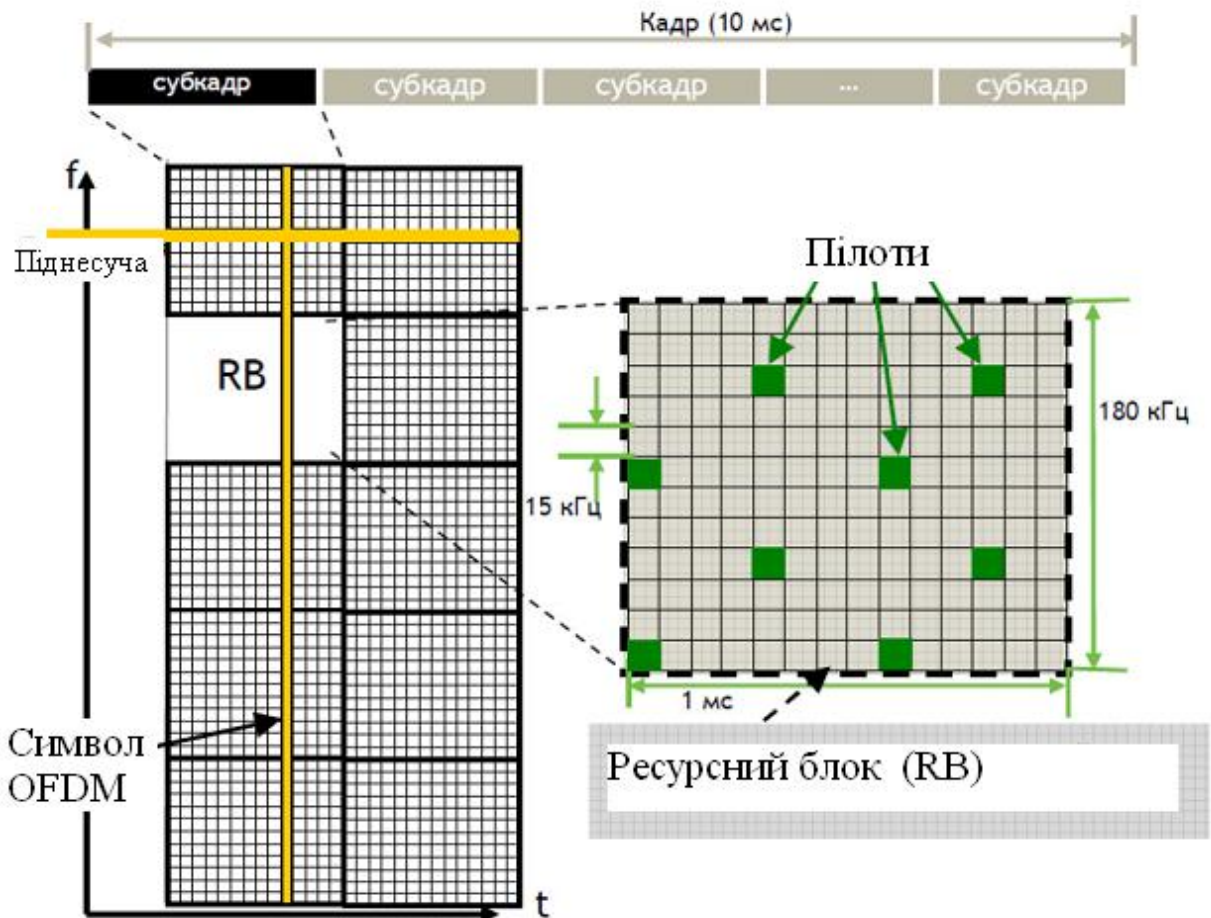 Кадр (10 мс)
субкадр субкадр субкадр ... субкадр
f
Піднесуча
Пілоти
RB
180 кГц
15 кГц
1 мс
Символ
OFDM
Ресурсний блок (RB)
t